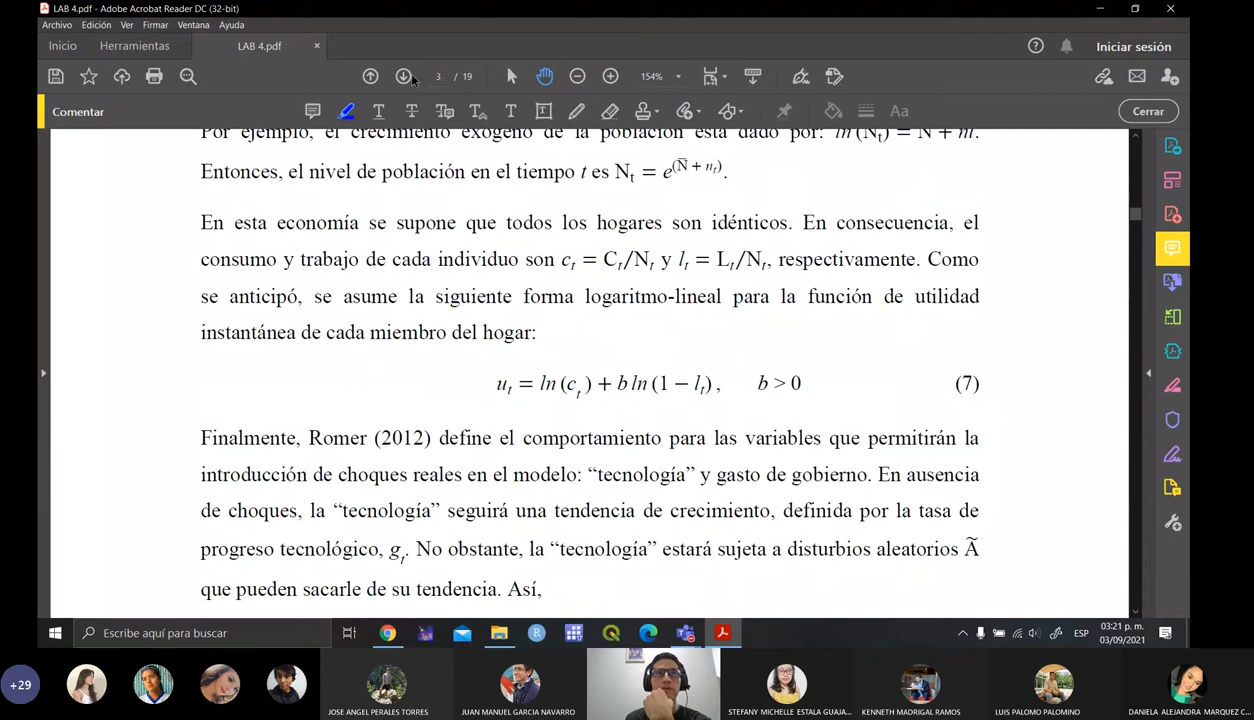 LAB 4.pdf - Adobe Acrobat Reader DC (32-bit)
Archivo Edición Ver Firmar Ventana Ayuda
Inicio Herramientas LAB 4.pdf × Iniciar sesión
3 / 19 154%
Comentar Cerrar
Por ejemplo, el crecimiento exógeno de la población está dado por: ln (Nₜ) = N̅ + nt.
Entonces, el nivel de población en el tiempo t es Nₜ = e^(N̅ + nₜ).
En esta economía se supone que todos los hogares son idénticos. En consecuencia, el
consumo y trabajo de cada individuo son cₜ = Cₜ/Nₜ y lₜ = Lₜ/Nₜ, respectivamente. Como
se anticipó, se asume la siguiente forma logaritmo-lineal para la función de utilidad
instantánea de cada miembro del hogar:
uₜ = ln (cₜ) + b ln (1 − lₜ), b > 0 (7)
Finalmente, Romer (2012) define el comportamiento para las variables que permitirán la
introducción de choques reales en el modelo: “tecnología” y gasto de gobierno. En ausencia
de choques, la “tecnología” seguirá una tendencia de crecimiento, definida por la tasa de
progreso tecnológico, gₜ. No obstante, la “tecnología” estará sujeta a disturbios aleatorios Ã
que pueden sacarle de su tendencia. Así,
Escribe aquí para buscar
ESP
03:21 p. m.
03/09/2021
+29
JOSE ANGEL PERALES TORRES
JUAN MANUEL GARCIA NAVARRO
STEFANY MICHELLE ESTALA GUAJA...
KENNETH MADRIGAL RAMOS
LUIS PALOMO PALOMINO
DANIELA ALEJANDRA MARQUEZ C...